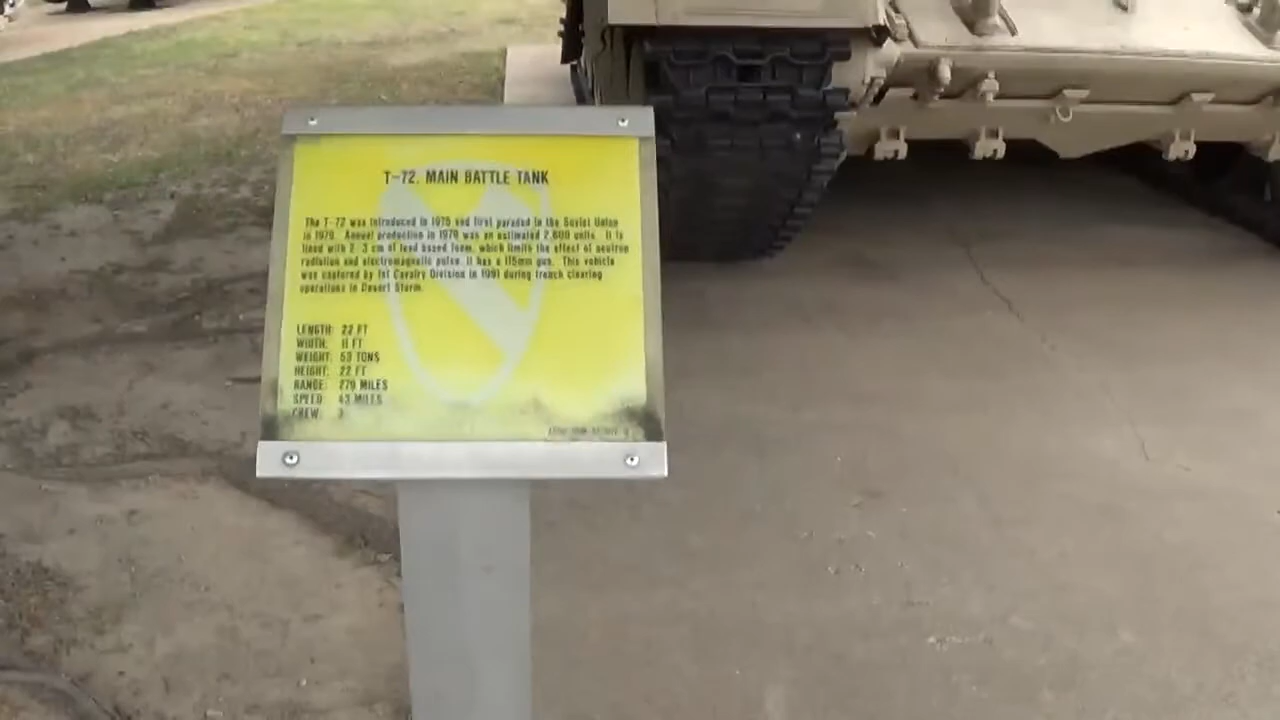 T-72. MAIN BATTLE TANK
The T-72 was introduced in 1975 and first paraded in the Soviet Union
in 1979. Annual production in 1979 was an estimated 2,600 units. It is
lined with 2-3 cm of lead based foam, which limits the effect of neutron
radiation and electromagnetic pulse. It has a 115mm gun. This vehicle
was captured by 1st Cavalry Division in 1991 during trench clearing
operations in Desert Storm.
LENGTH: 22 FT
WIDTH: 11 FT
WEIGHT: 53 TONS
HEIGHT: 22 FT
RANGE: 279 MILES
SPEED 43 MILES
CREW: 3